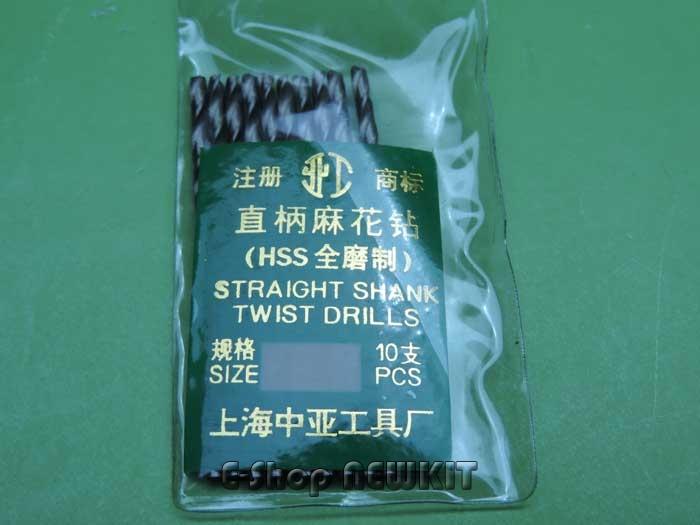 注册 商标
直柄麻花钻
(HSS全磨制)
STRAIGHT SHANK
TWIST DRILLS
规格 10支
SIZE PCS
上海中亚工具厂
E-Shop NEWKIT